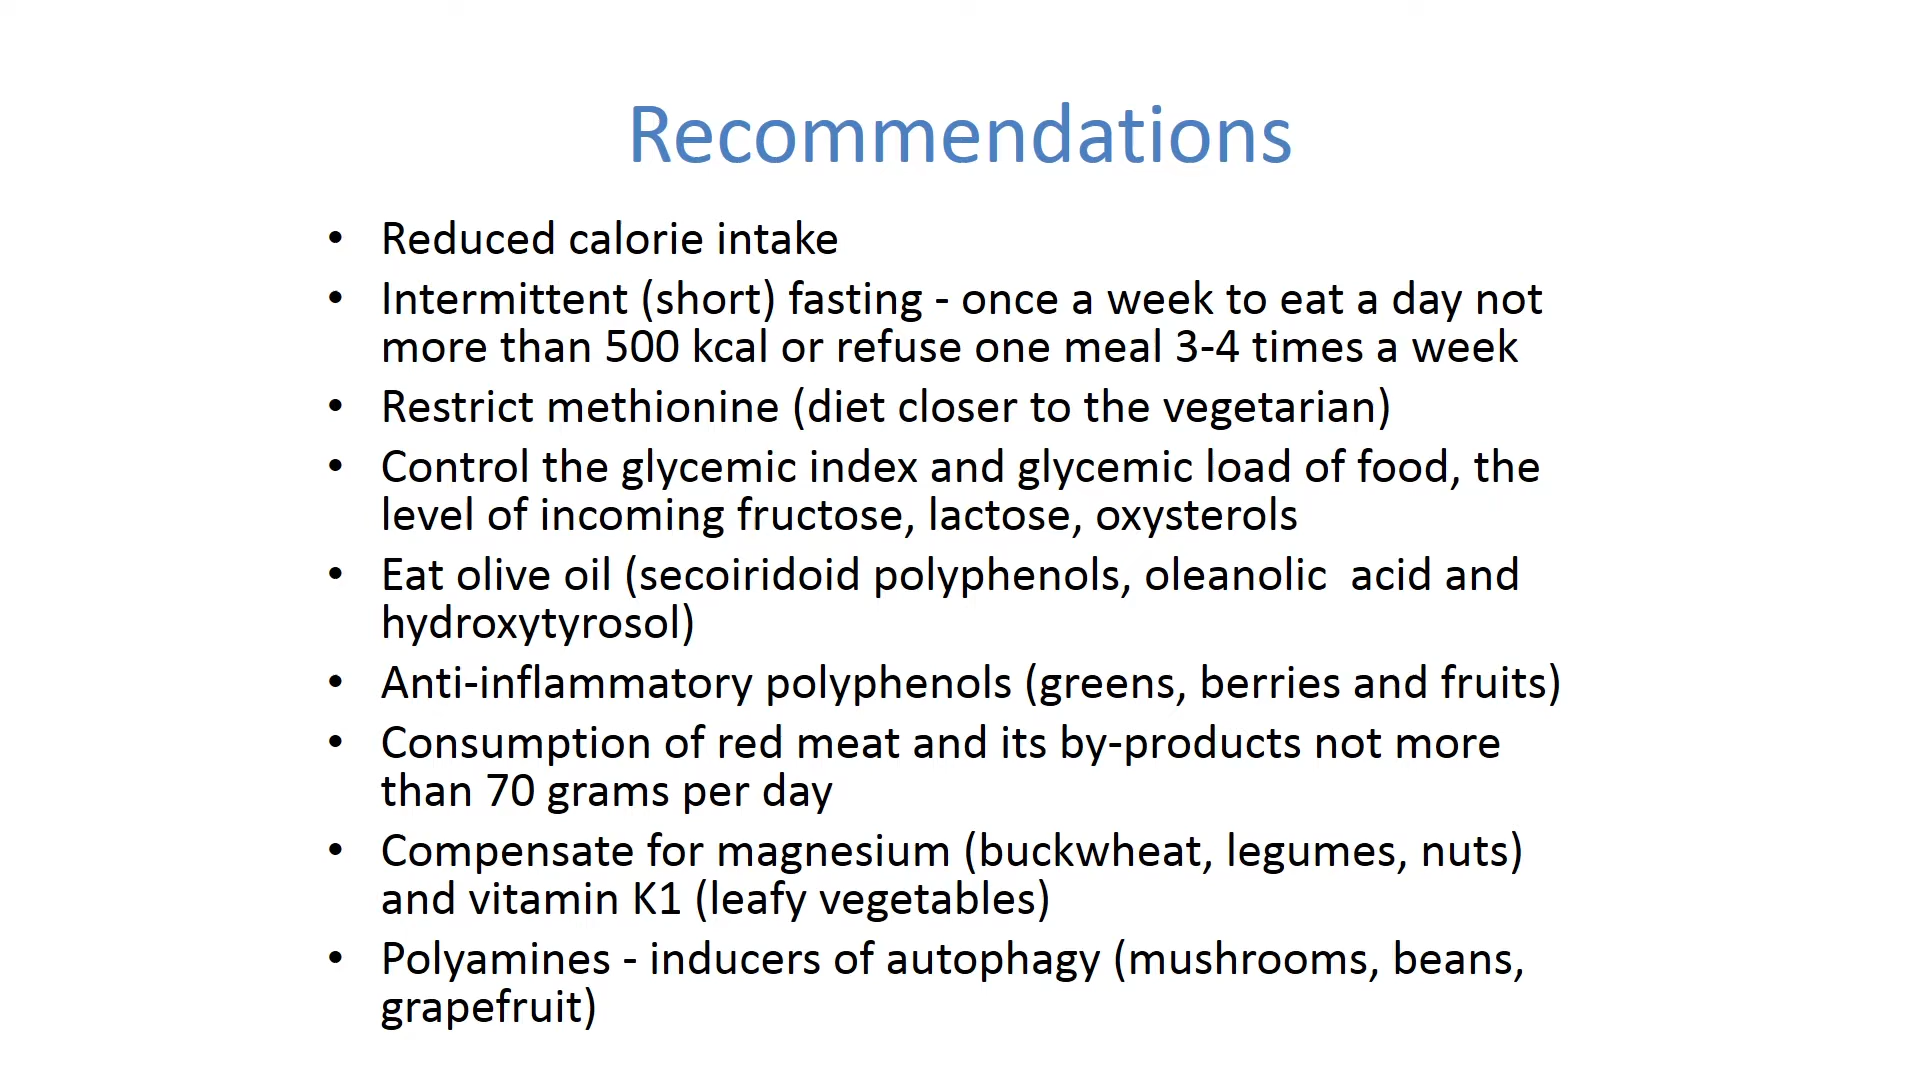 Recommendations
• Reduced calorie intake
• Intermittent (short) fasting - once a week to eat a day not
more than 500 kcal or refuse one meal 3-4 times a week
• Restrict methionine (diet closer to the vegetarian)
• Control the glycemic index and glycemic load of food, the
level of incoming fructose, lactose, oxysterols
• Eat olive oil (secoiridoid polyphenols, oleanolic  acid and
hydroxytyrosol)
• Anti-inflammatory polyphenols (greens, berries and fruits)
• Consumption of red meat and its by-products not more
than 70 grams per day
• Compensate for magnesium (buckwheat, legumes, nuts)
and vitamin K1 (leafy vegetables)
• Polyamines - inducers of autophagy (mushrooms, beans,
grapefruit)